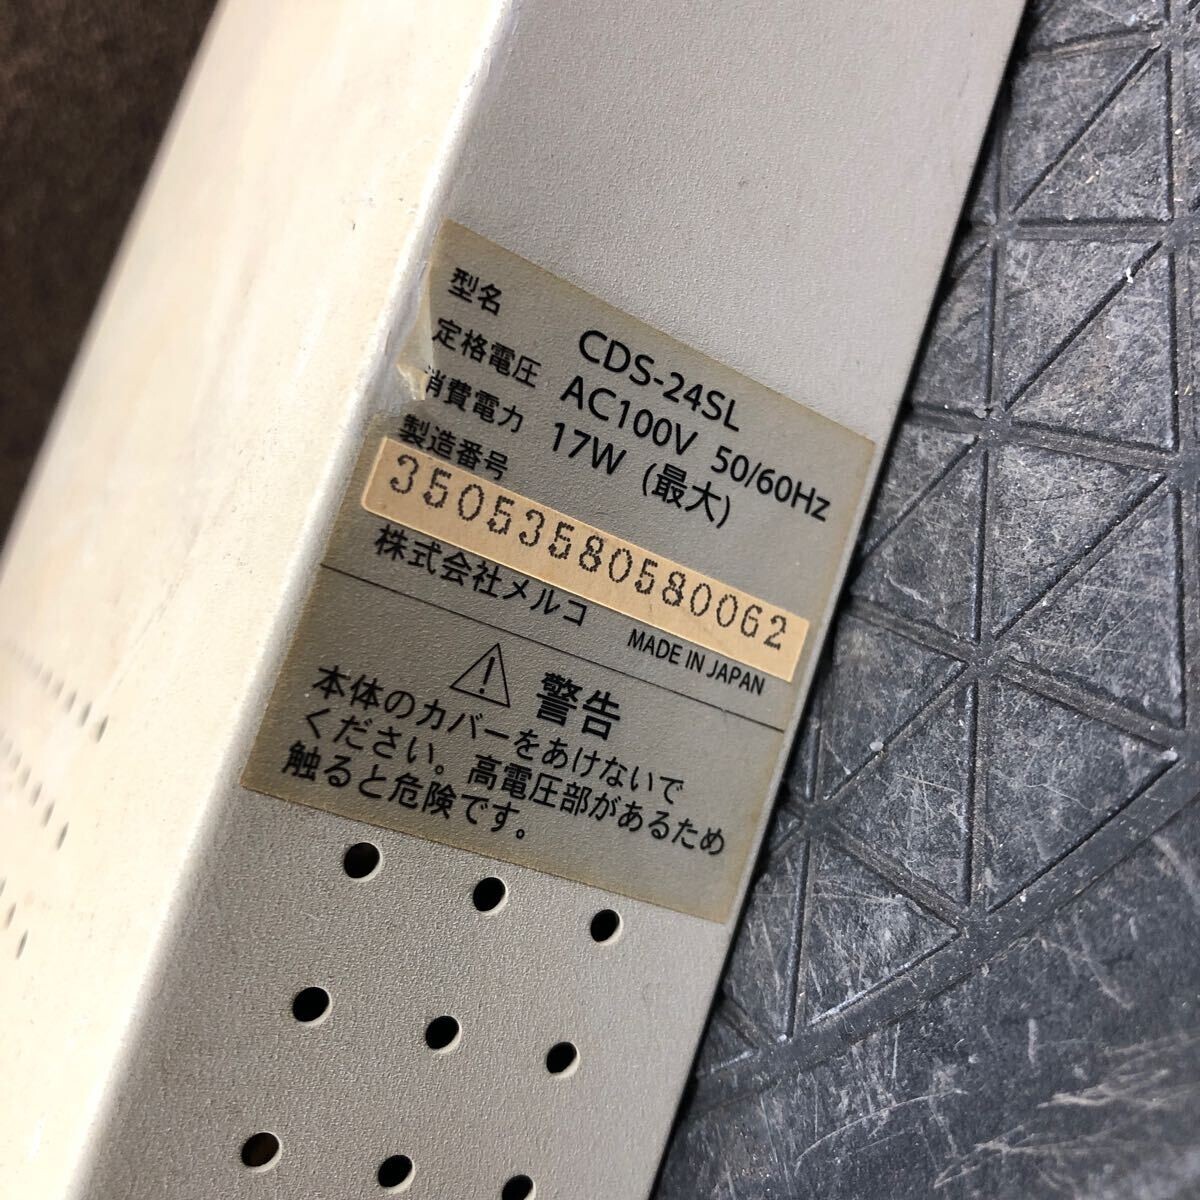 型名 CDS-24SL
定格電圧 AC100V 50/60Hz
消費電力 17W (最大)
製造番号
35053580580062
株式会社メルコ MADE IN JAPAN
警告
本体のカバーをあけないで
ください。高電圧部があるため
触ると危険です。